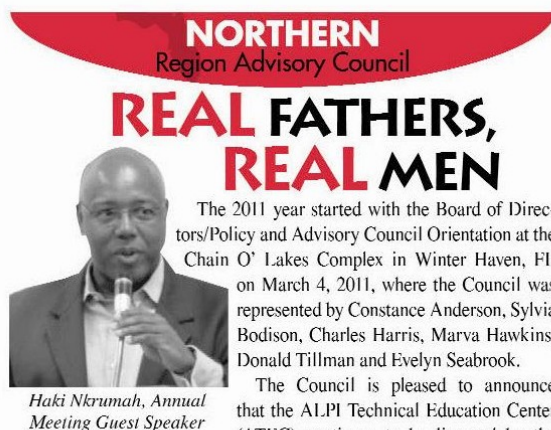 NORTHERN
Region Advisory Council
REAL FATHERS,
REAL MEN
The 2011 year started with the Board of Direc-
tors/Policy and Advisory Council Orientation at the
Chain O' Lakes Complex in Winter Haven, Fl
on March 4, 2011, where the Council was
represented by Constance Anderson, Sylvia
Bodison, Charles Harris, Marva Hawkins
Donald Tillman and Evelyn Seabrook.
The Council is pleased to announce
that the ALPI Technical Education Center
Haki Nkrumah, Annual
Meeting Guest Speaker